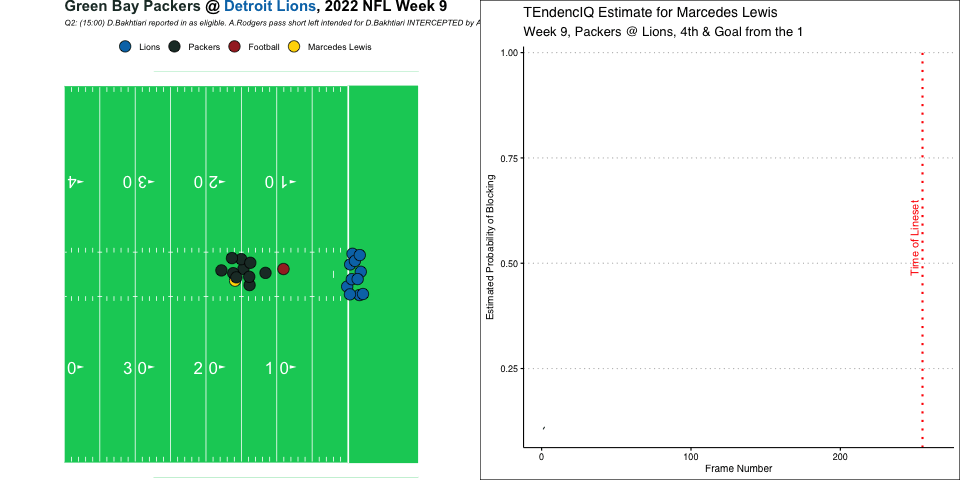 Green Bay Packers @ Detroit Lions, 2022 NFL Week 9
Q2: (15:00) D.Bakhtiari reported in as eligible. A.Rodgers pass short left intended for D.Bakhtiari INTERCEPTED by A
Lions Packers Football Marcedes Lewis
4 3 0 2 0 1 0
0 3 0 2 0 1 0
TEndencIQ Estimate for Marcedes Lewis
Week 9, Packers @ Lions, 4th & Goal from the 1
Estimated Probability of Blocking
1.00
0.75
0.50
0.25
Time of Lineset
0 100 200
Frame Number